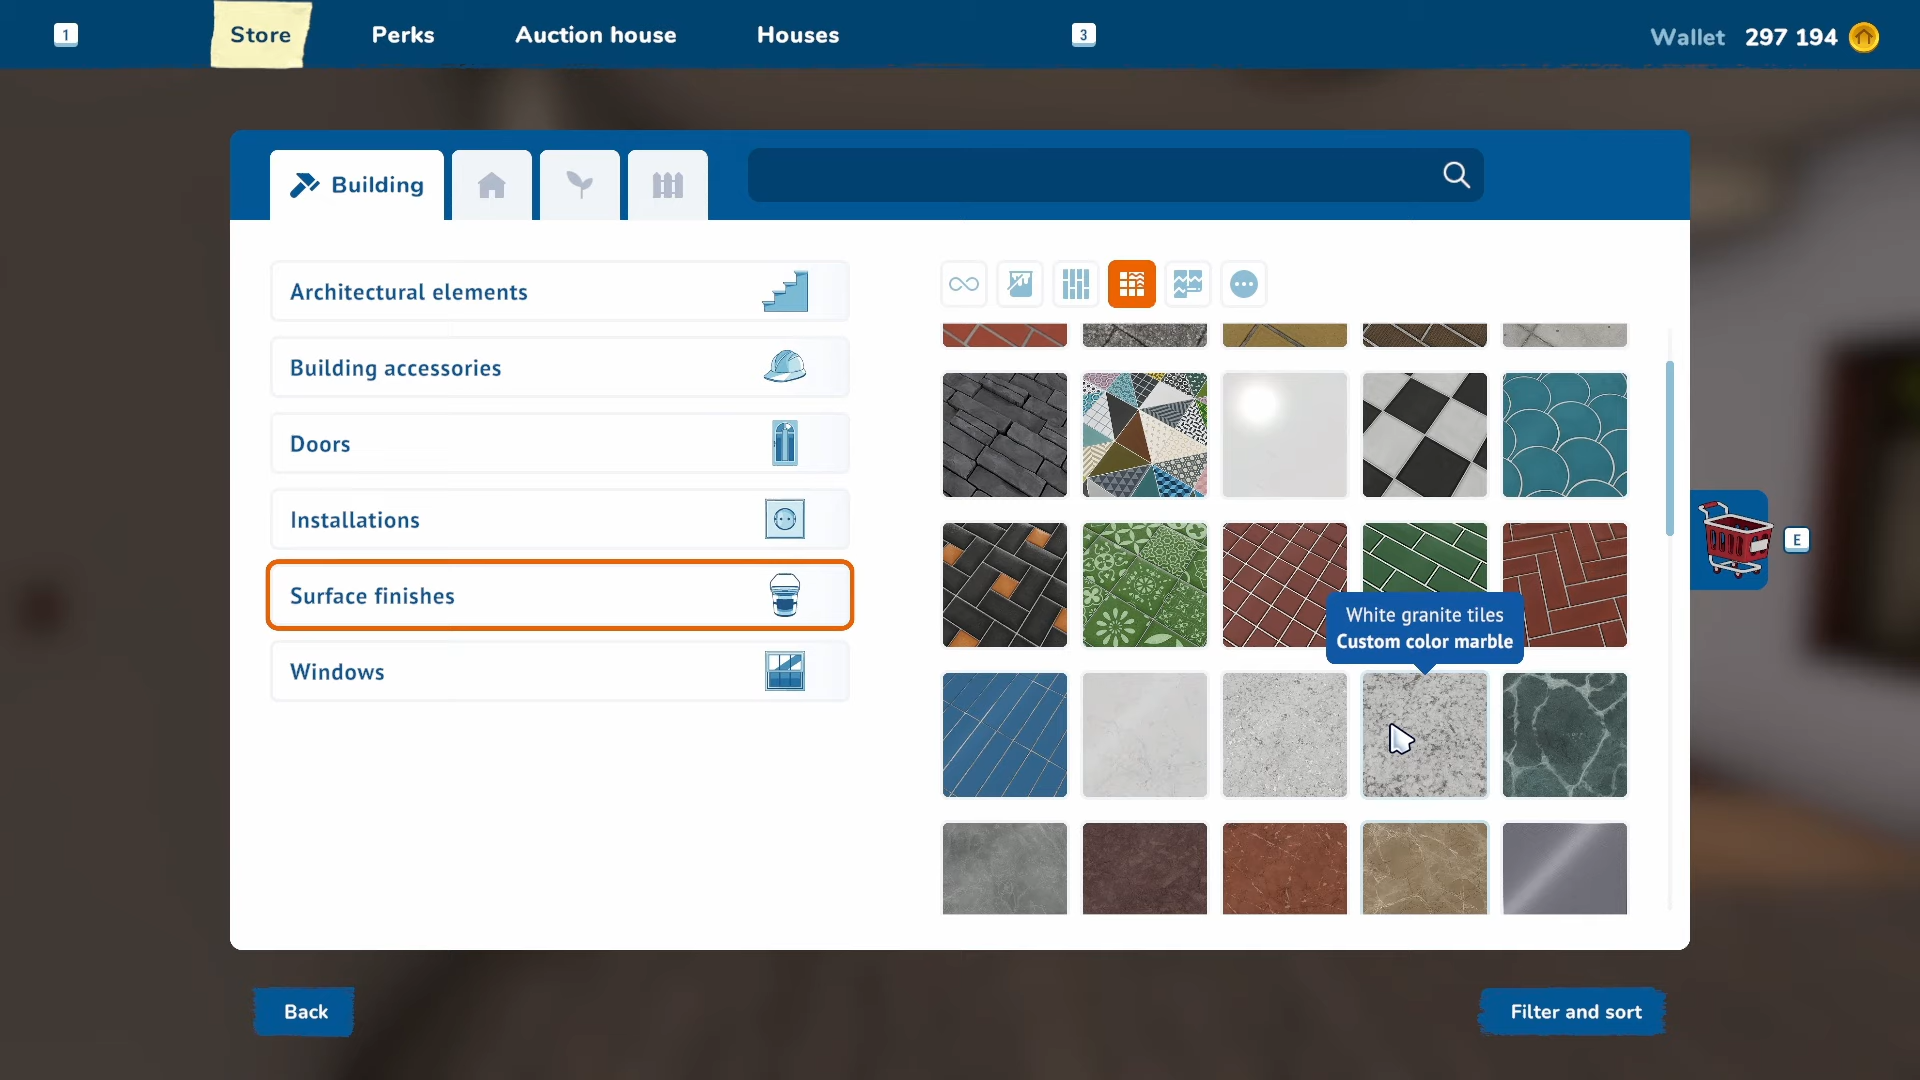 1
Store
Perks
Auction house
Houses
3
Wallet 297 194
Building
Architectural elements
Building accessories
Doors
Installations
Surface finishes
Windows
White granite tiles
Custom color marble
E
Back
Filter and sort